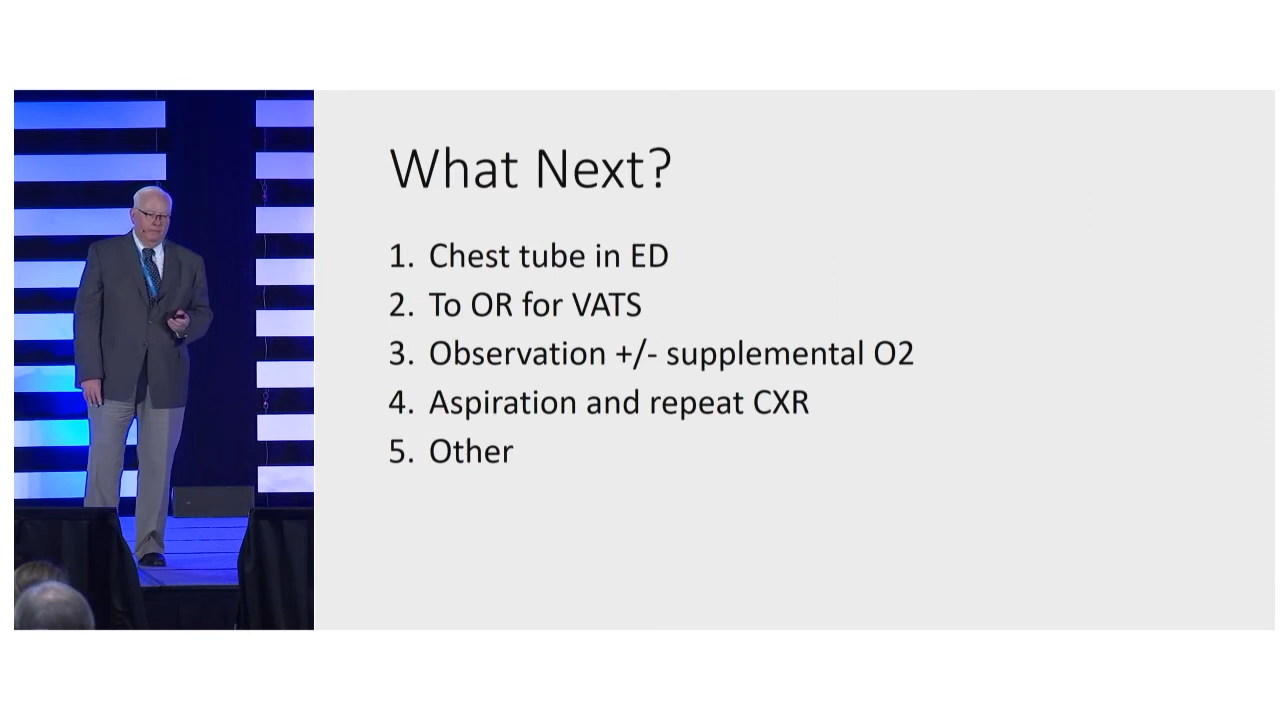 What Next?
1. Chest tube in ED
2. To OR for VATS
3. Observation +/- supplemental O2
4. Aspiration and repeat CXR
5. Other